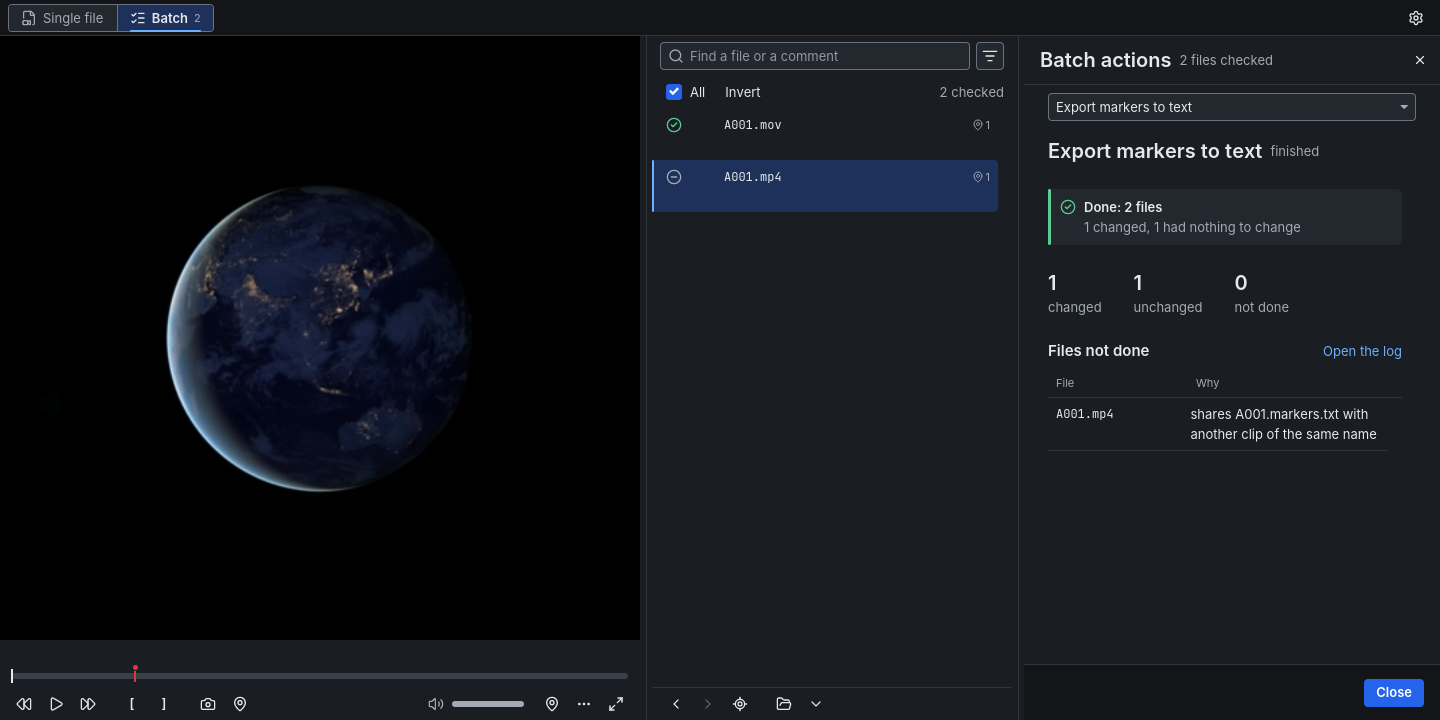 Single file
Batch 2
Find a file or a comment
All Invert 2 checked
A001.mov 1
A001.mp4 1
[ ]
Batch actions 2 files checked
Export markers to text
Export markers to text finished
Done: 2 files
1 changed, 1 had nothing to change
1 1 0
changed unchanged not done
Files not done Open the log
File Why
A001.mp4 shares A001.markers.txt with
another clip of the same name
Close